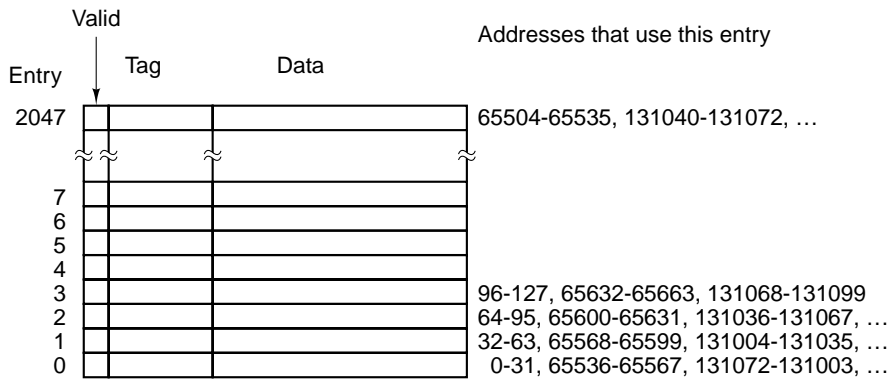 Valid
Addresses that use this entry
Tag Data
Entry
2047 65504-65535, 131040-131072, …
7
6
5
4
3 96-127, 65632-65663, 131068-131099
2 64-95, 65600-65631, 131036-131067, …
1 32-63, 65568-65599, 131004-131035, …
0 0-31, 65536-65567, 131072-131003, …